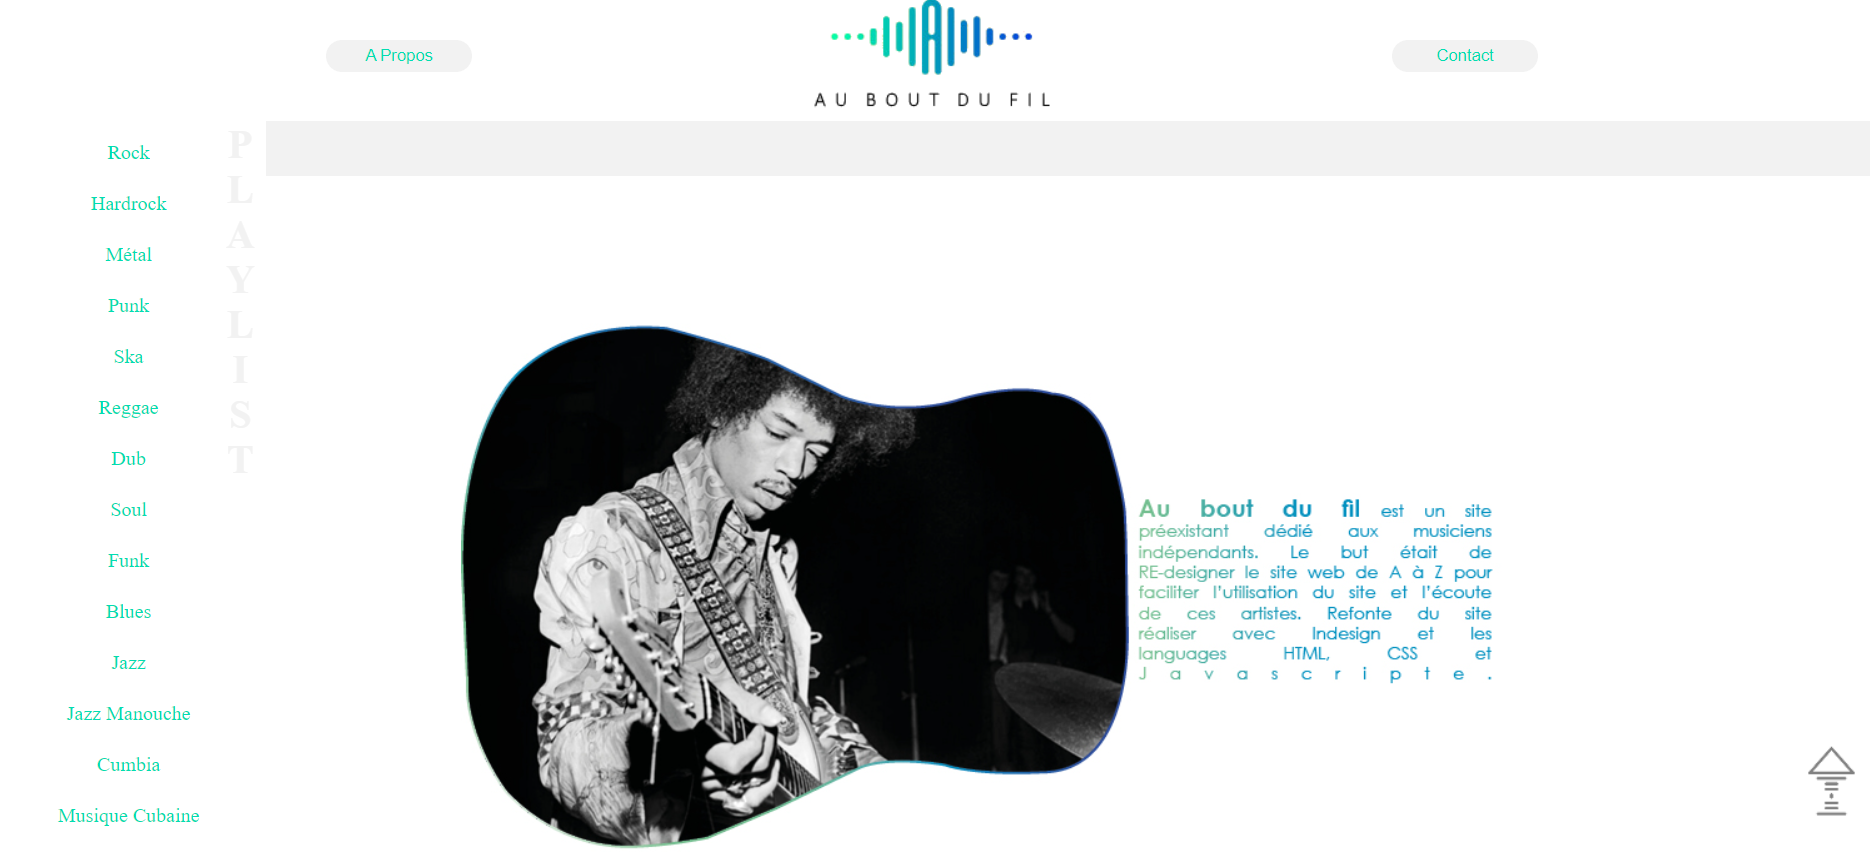 A Propos
AU BOUT DU FIL
Contact
PLAYLIST
Rock
Hardrock
Métal
Punk
Ska
Reggae
Dub
Soul
Funk
Blues
Jazz
Jazz Manouche
Cumbia
Musique Cubaine
Au bout du fil est un site
préexistant dédié aux musiciens
indépendants. Le but était de
RE-designer le site web de A à Z pour
faciliter l'utilisation du site et l'écoute
de ces artistes. Refonte du site
réaliser avec Indesign et les
languages HTML, CSS et
Javascripte.